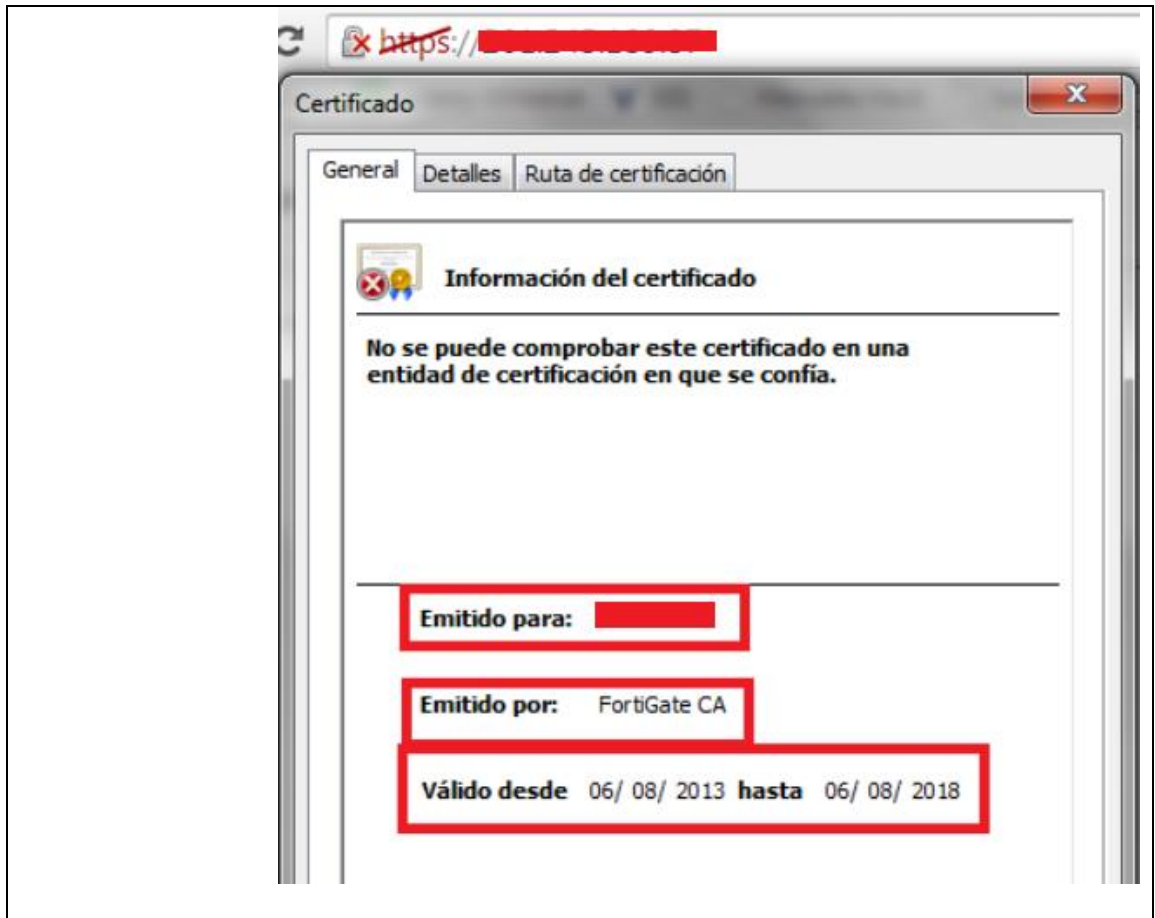 https://
Certificado
General Detalles Ruta de certificación
Información del certificado
No se puede comprobar este certificado en una
entidad de certificación en que se confía.
Emitido para:
Emitido por: FortiGate CA
Válido desde 06/ 08/ 2013 hasta 06/ 08/ 2018